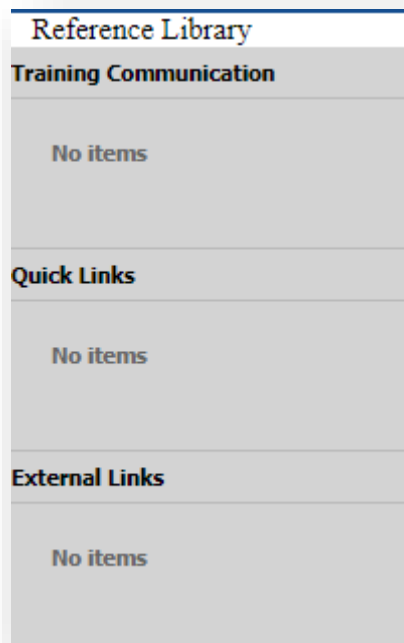 Reference Library
Training Communication
No items
Quick Links
No items
External Links
No items